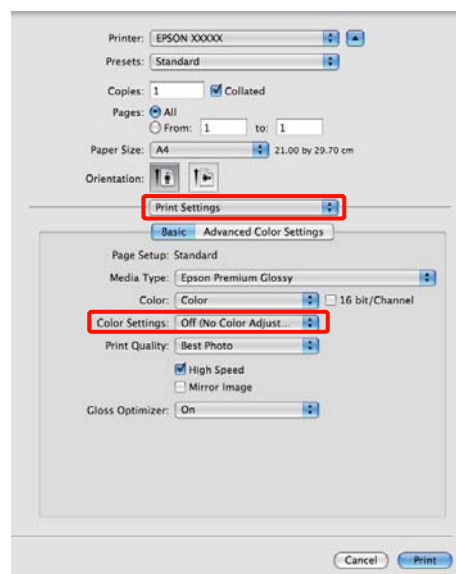 Printer: EPSON XXXXX
Presets: Standard
Copies: 1 Collated
Pages: All
From: 1 to: 1
Paper Size: A4 21.00 by 29.70 cm
Orientation:
Print Settings
Basic Advanced Color Settings
Page Setup: Standard
Media Type: Epson Premium Glossy
Color: Color 16 bit/Channel
Color Settings: Off (No Color Adjust...
Print Quality: Best Photo
High Speed
Mirror Image
Gloss Optimizer: On
Cancel Print